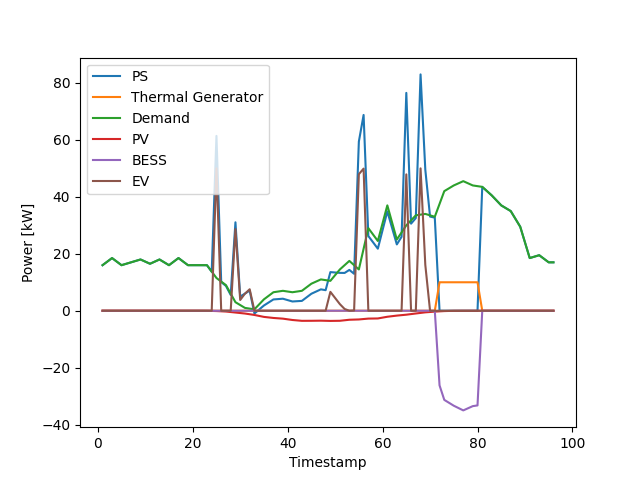 80
60
40
20
0
−20
−40
Power [kW]
PS
Thermal Generator
Demand
PV
BESS
EV
0
20
40
60
80
100
Timestamp